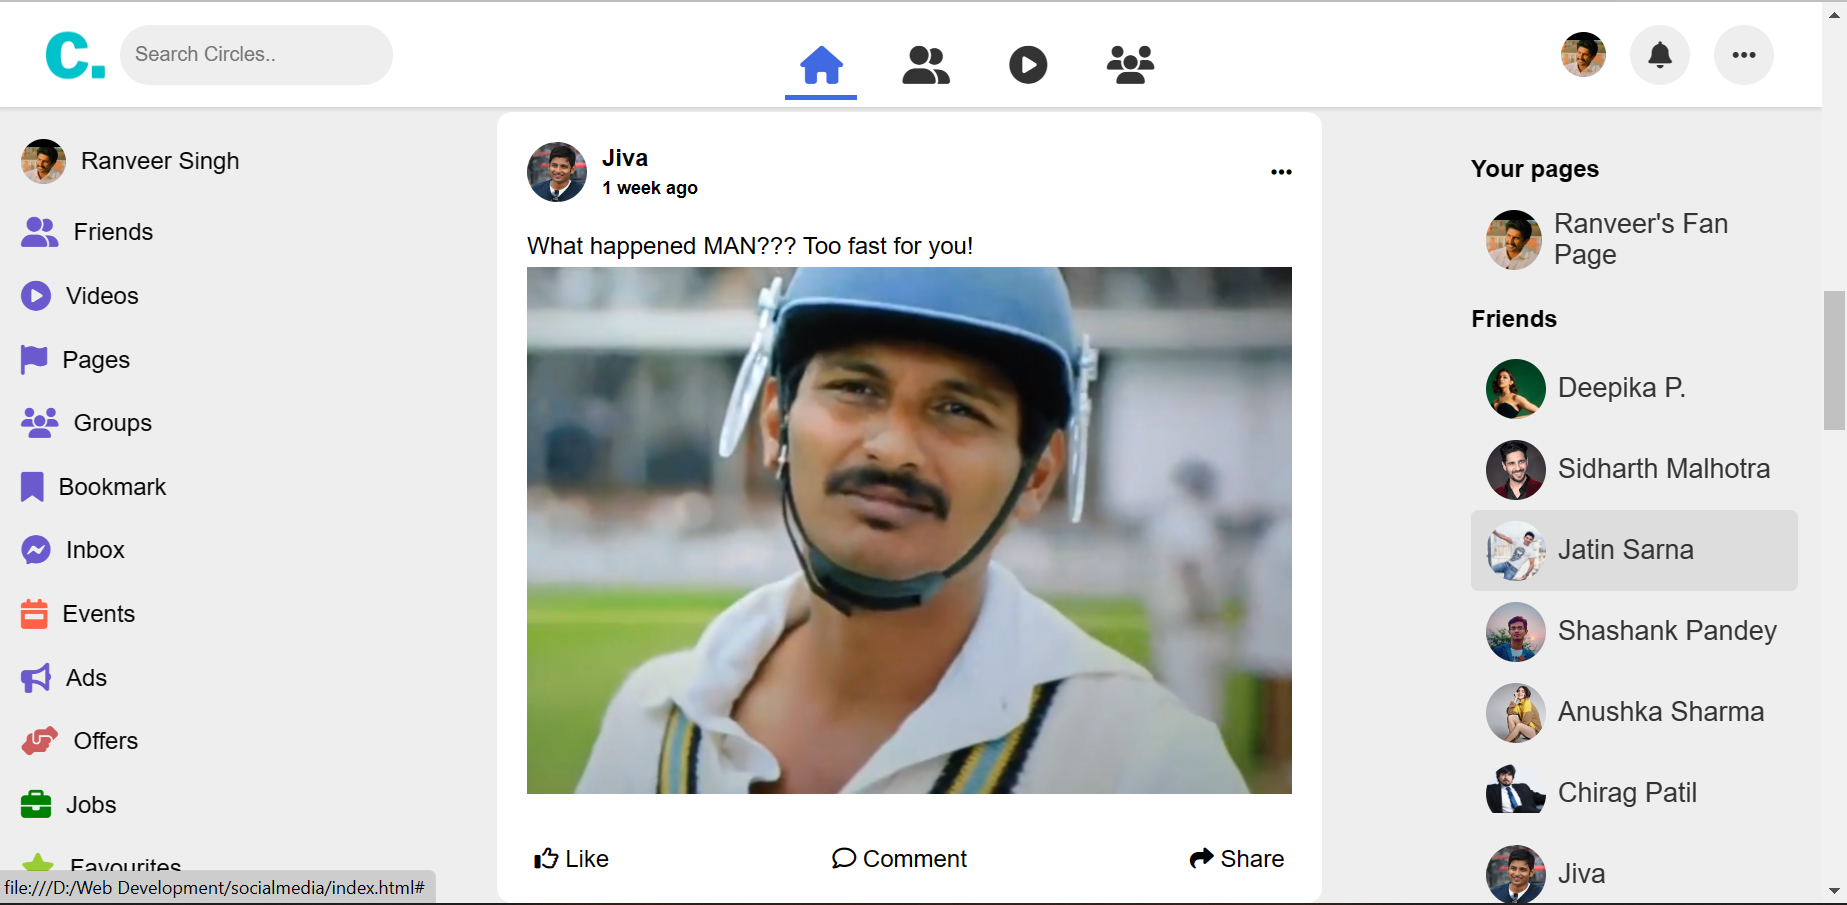 C.
Search Circles..
Ranveer Singh
Friends
Videos
Pages
Groups
Bookmark
Inbox
Events
Ads
Offers
Jobs
Favourites
file:///D:/Web Development/socialmedia/index.html#
Jiva
1 week ago
What happened MAN??? Too fast for you!
Like
Comment
Share
Your pages
Ranveer's Fan
Page
Friends
Deepika P.
Sidharth Malhotra
Jatin Sarna
Shashank Pandey
Anushka Sharma
Chirag Patil
Jiva